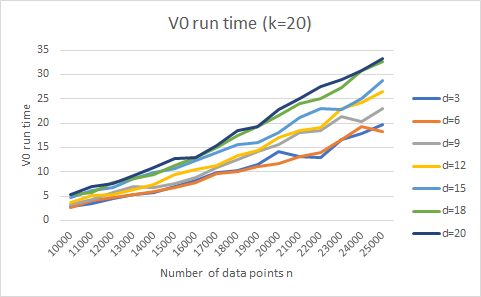 V0 run time (k=20)
35
30
25
20
15
10
5
0
V0 run time
10000
11000
12000
13000
14000
15000
16000
17000
18000
19000
20000
21000
22000
23000
24000
25000
Number of data points n
d=3
d=6
d=9
d=12
d=15
d=18
d=20